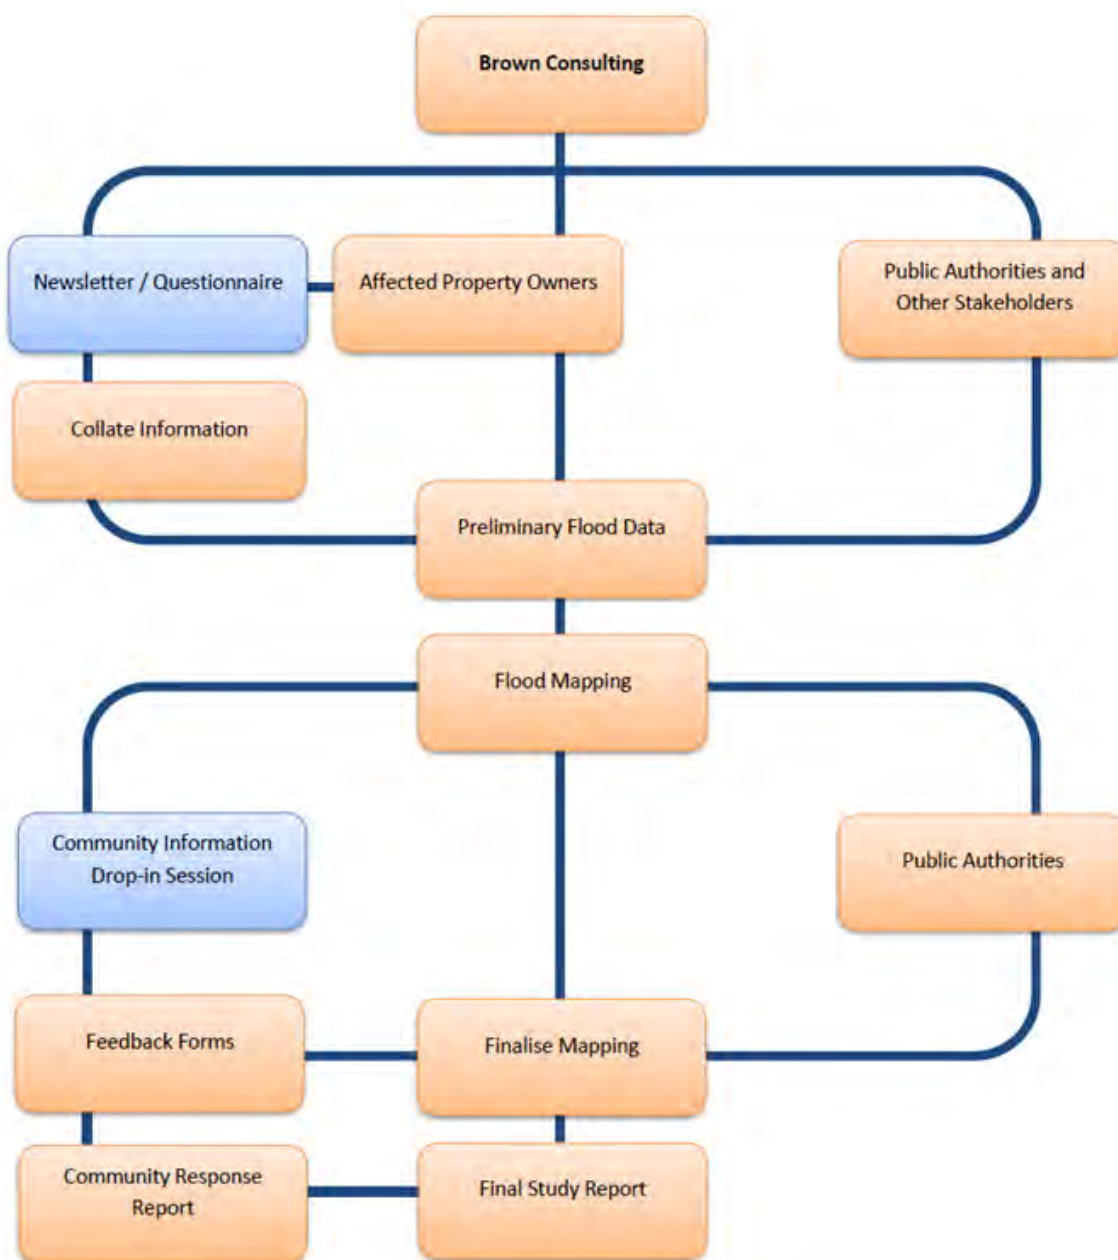 Brown Consulting
Newsletter / Questionnaire
Affected Property Owners
Public Authorities and
Other Stakeholders
Collate Information
Preliminary Flood Data
Flood Mapping
Community Information
Drop-in Session
Public Authorities
Feedback Forms
Finalise Mapping
Community Response
Report
Final Study Report